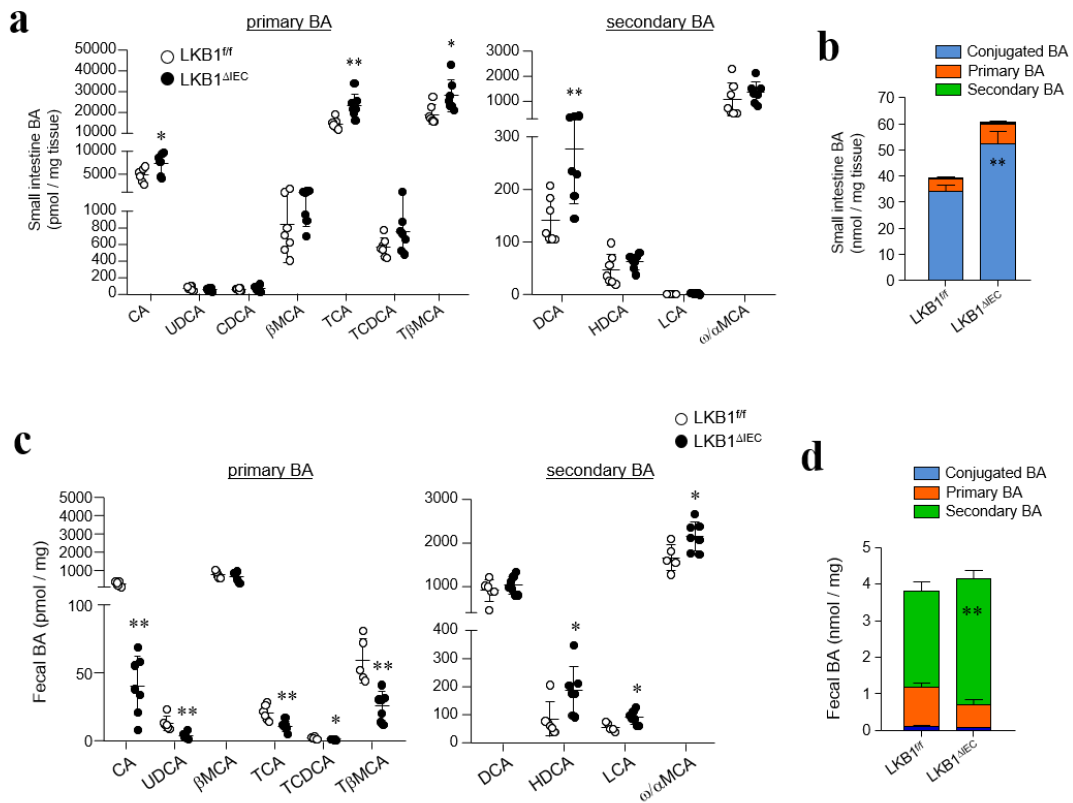 a
primary BA
secondary BA
LKB1f/f
LKB1ΔIEC
Small intestine BA
(pmol / mg tissue)
50000
40000
30000
20000
10000
10000
5000
1000
800
600
400
200
0
**
*
*
CA
UDCA
CDCA
βMCA
TCA
TCDCA
TβMCA
3000
2000
1000
300
200
100
0
**
DCA
HDCA
LCA
ω/αMCA
b
Conjugated BA
Primary BA
Secondary BA
Small intestine BA
(nmol / mg tissue)
70
60
50
40
30
20
10
0
**
LKB1f/f
LKB1ΔIEC
c
LKB1f/f
LKB1ΔIEC
primary BA
secondary BA
Fecal BA (pmol / mg)
5000
4000
3000
2000
1000
100
50
0
**
**
**
*
**
CA
UDCA
βMCA
TCA
TCDCA
TβMCA
3000
2000
1000
400
300
200
100
0
*
*
*
DCA
HDCA
LCA
ω/αMCA
d
Conjugated BA
Primary BA
Secondary BA
Fecal BA (nmol / mg)
5
4
3
2
1
0
**
LKB1f/f
LKB1ΔIEC